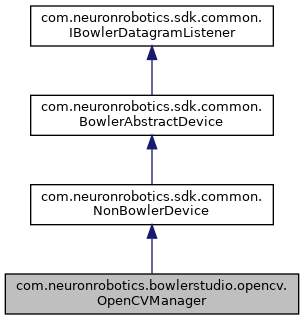 com.neuronrobotics.sdk.common.
IBowlerDatagramListener
com.neuronrobotics.sdk.common.
BowlerAbstractDevice
com.neuronrobotics.sdk.common.
NonBowlerDevice
com.neuronrobotics.bowlerstudio.opencv.
OpenCVManager